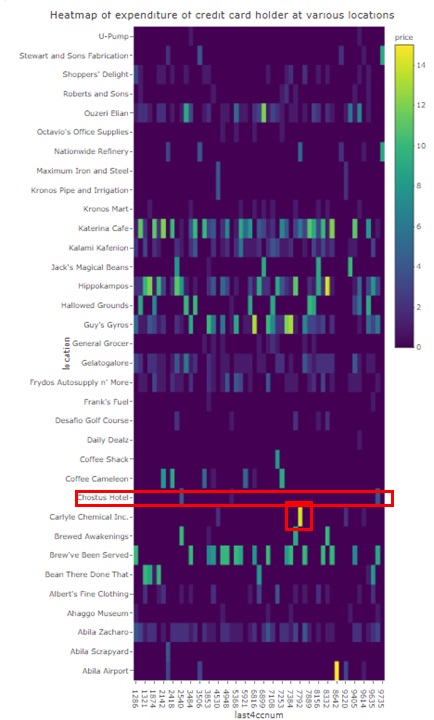 Heatmap of expenditure of credit card holder at various locations
price
U-Pump
Stewart and Sons Fabrication
Shoppers' Delight
Roberts and Sons
Ouzeri Elian
Octavio's Office Supplies
Nationwide Refinery
Maximum Iron and Steel
Kronos Pipe and Irrigation
Kronos Mart
Katerina Cafe
Kalami Kafenion
Jack's Magical Beans
Hippokampos
Hallowed Grounds
Guy's Gyros
General Grocer
Gelatogalore
Frydos Autosupply n' More
Frank's Fuel
Desafio Golf Course
Daily Dealz
Coffee Shack
Coffee Cameleon
Chostus Hotel
Carlyle Chemical Inc.
Brewed Awakenings
Brew've Been Served
Bean There Done That
Albert's Fine Clothing
Ahaggo Museum
Abila Zacharo
Abila Scrapyard
Abila Airport
location
14
12
10
8
6
4
2
0
1286
1321
1874
2142
2418
2540
3484
3506
3853
4530
4948
5368
5921
6816
6899
7108
7253
7384
7792
7889
8156
8332
8642
9220
9405
9614
9635
9735
last4ccnum